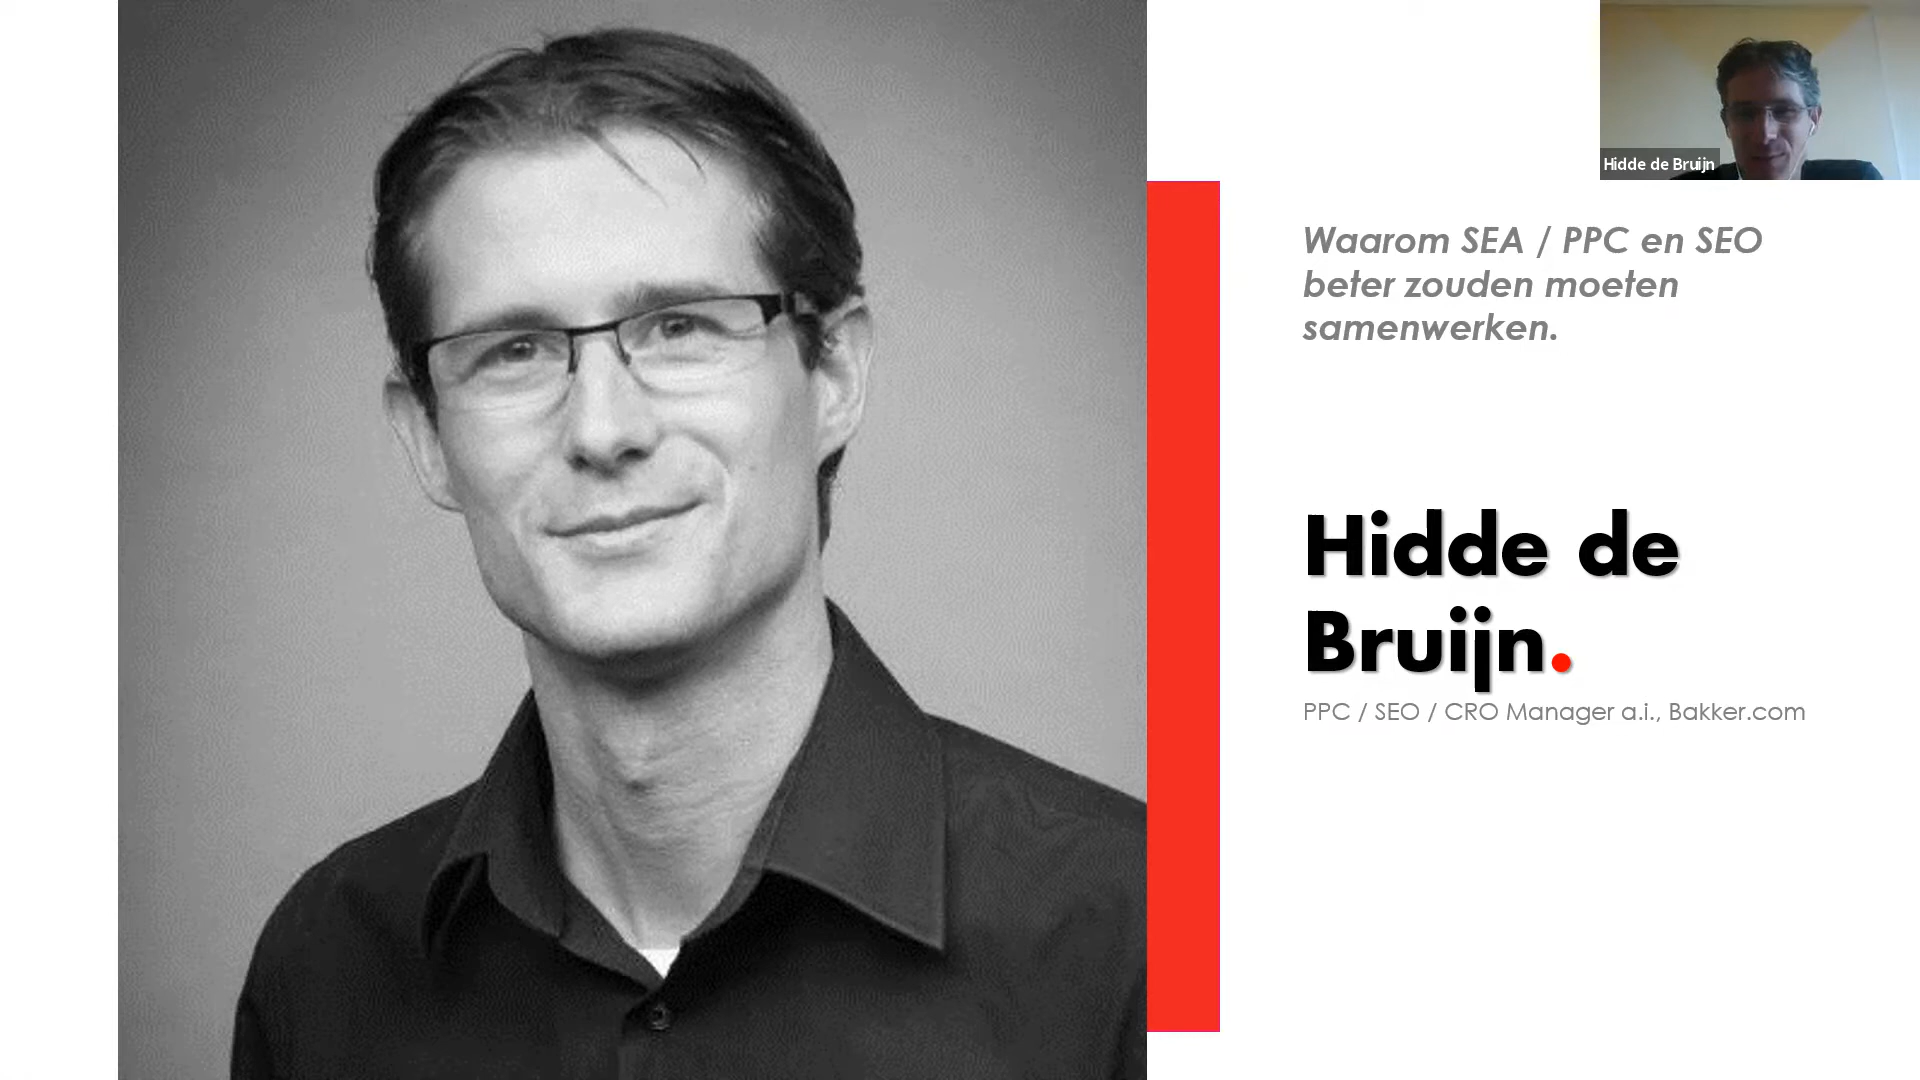 Hidde de Bruijn
Waarom SEA / PPC en SEO
beter zouden moeten
samenwerken.
Hidde de
Bruijn.
PPC / SEO / CRO Manager a.i., Bakker.com